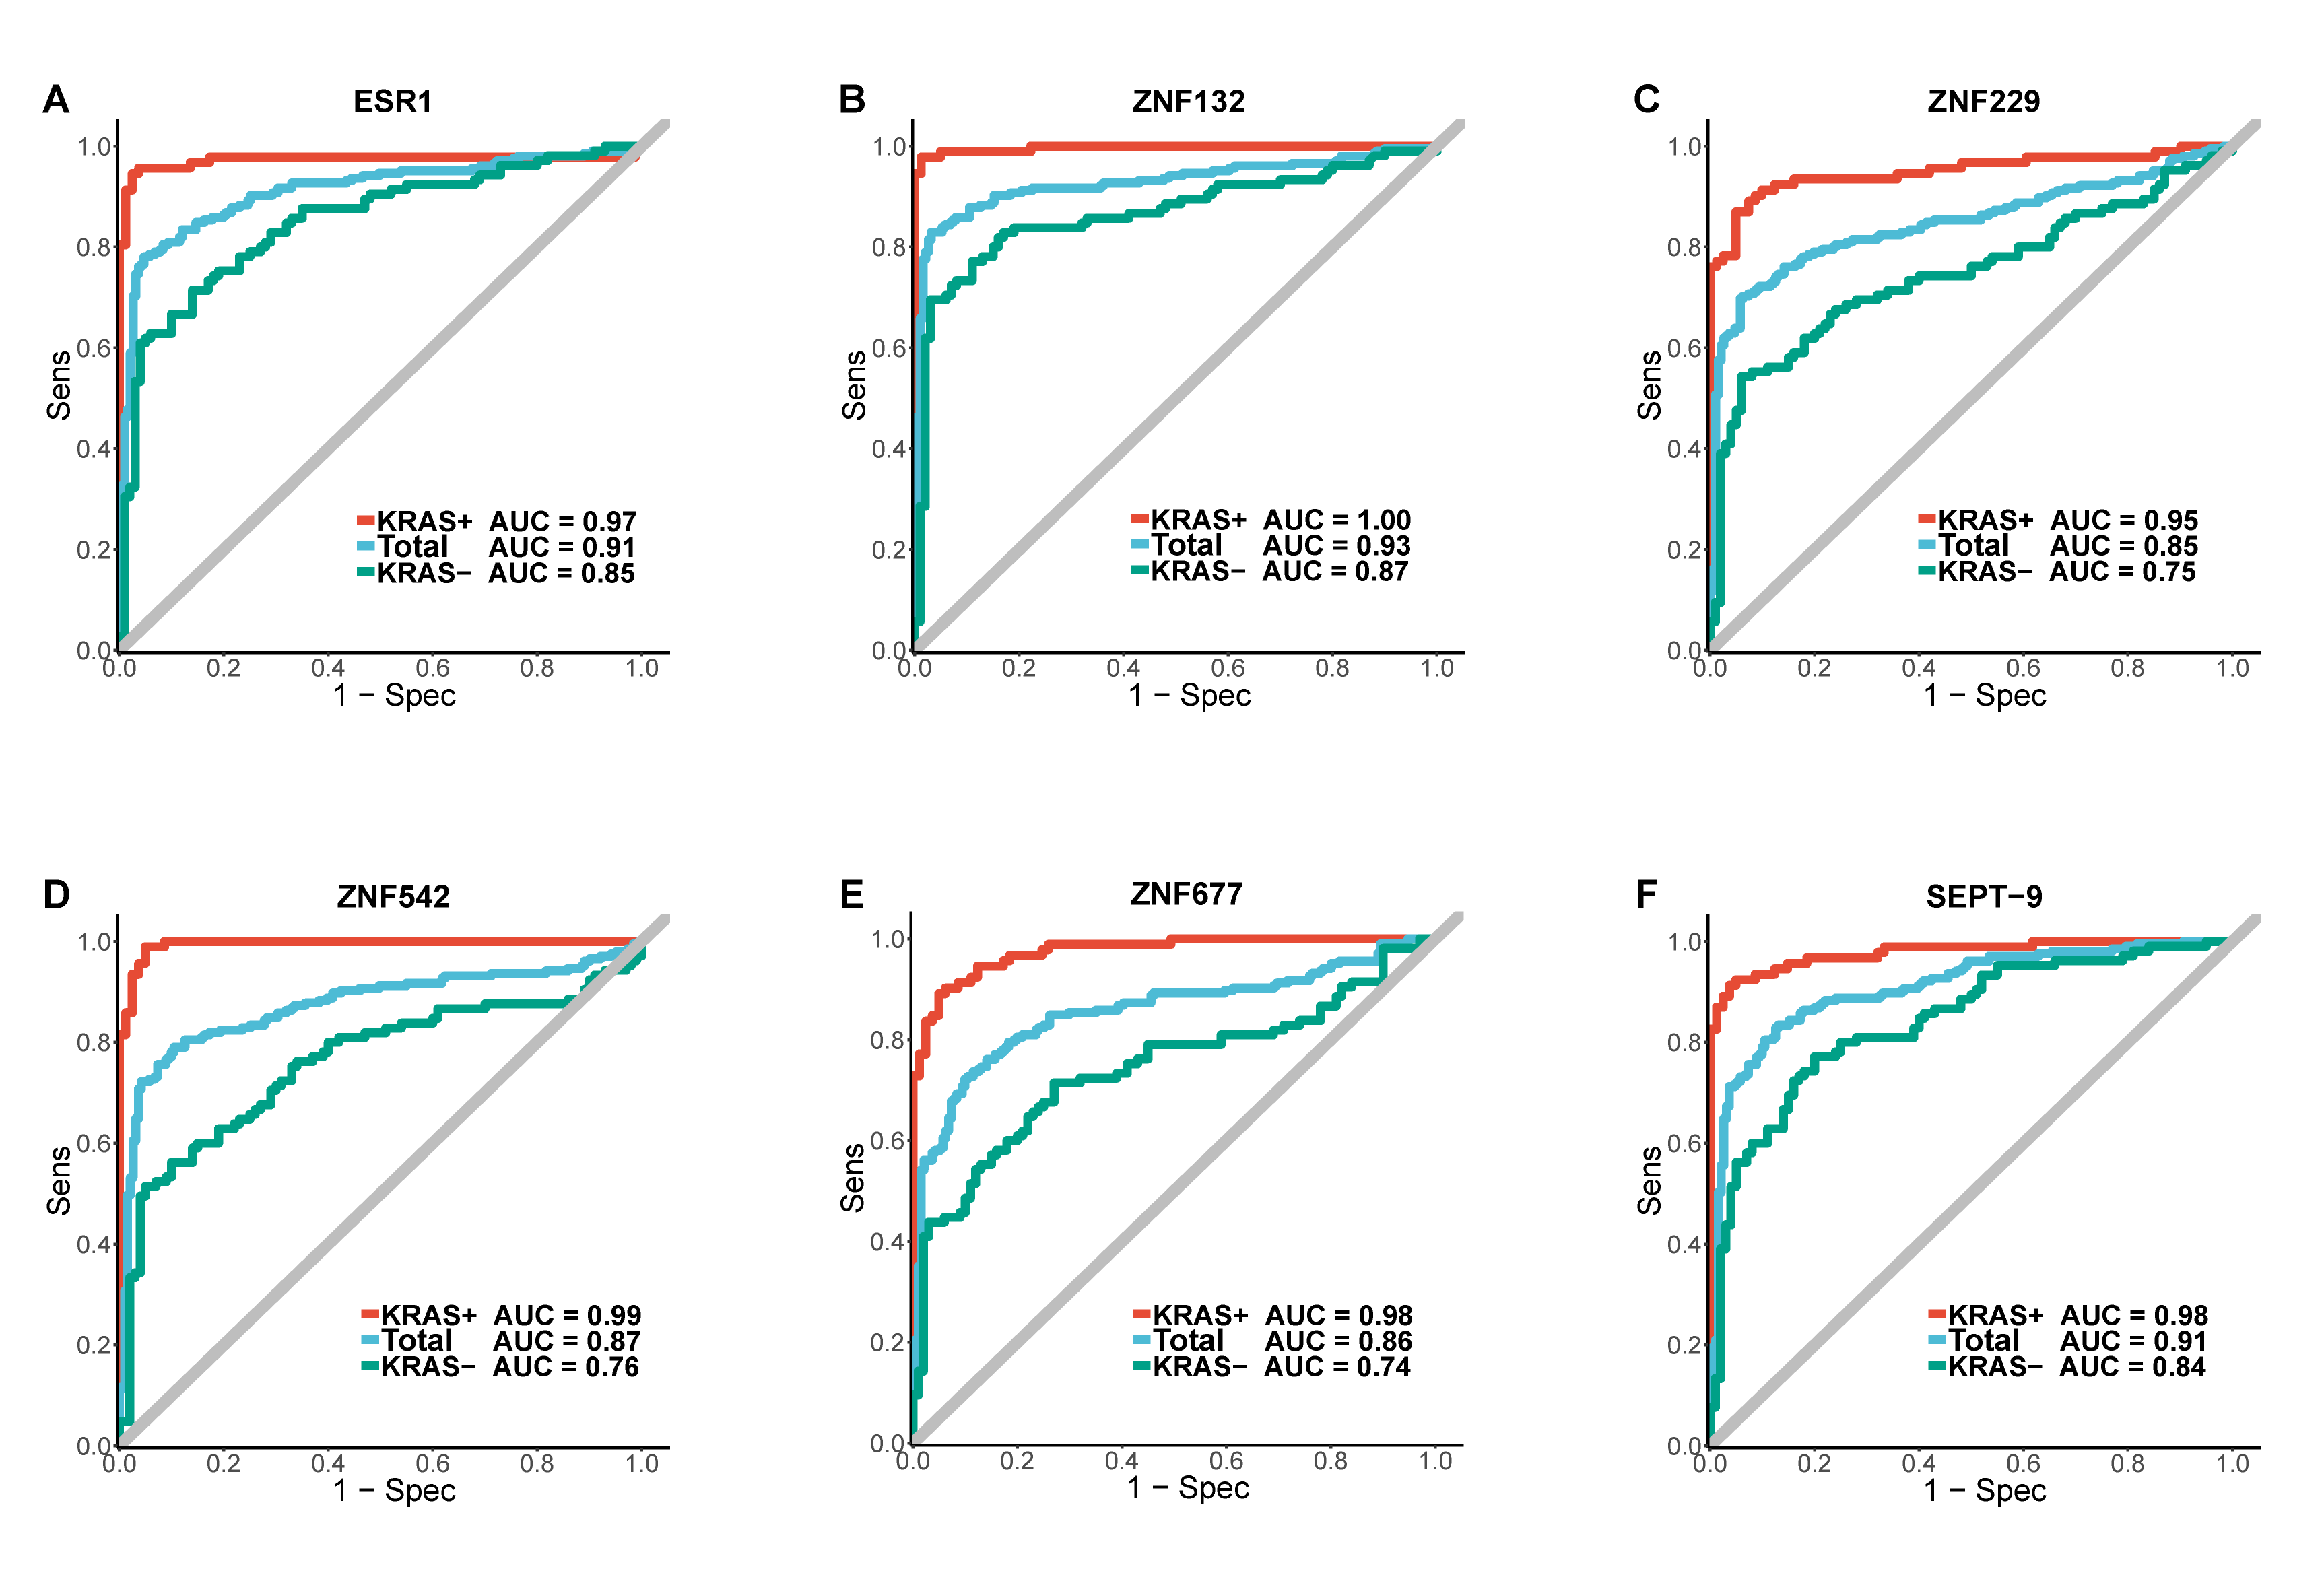 A
ESR1
1.0
0.8
0.6
0.4
0.2
0.0
Sens
KRAS+ AUC = 0.97
Total AUC = 0.91
KRAS− AUC = 0.85
0.0 0.2 0.4 0.6 0.8 1.0
1 − Spec
B
ZNF132
1.0
0.8
0.6
0.4
0.2
0.0
Sens
KRAS+ AUC = 1.00
Total AUC = 0.93
KRAS− AUC = 0.87
0.0 0.2 0.4 0.6 0.8 1.0
1 − Spec
C
ZNF229
1.0
0.8
0.6
0.4
0.2
0.0
Sens
KRAS+ AUC = 0.95
Total AUC = 0.85
KRAS− AUC = 0.75
0.0 0.2 0.4 0.6 0.8 1.0
1 − Spec
D
ZNF542
1.0
0.8
0.6
0.4
0.2
0.0
Sens
KRAS+ AUC = 0.99
Total AUC = 0.87
KRAS− AUC = 0.76
0.0 0.2 0.4 0.6 0.8 1.0
1 − Spec
E
ZNF677
1.0
0.8
0.6
0.4
0.2
0.0
Sens
KRAS+ AUC = 0.98
Total AUC = 0.86
KRAS− AUC = 0.74
0.0 0.2 0.4 0.6 0.8 1.0
1 − Spec
F
SEPT−9
1.0
0.8
0.6
0.4
0.2
0.0
Sens
KRAS+ AUC = 0.98
Total AUC = 0.91
KRAS− AUC = 0.84
0.0 0.2 0.4 0.6 0.8 1.0
1 − Spec